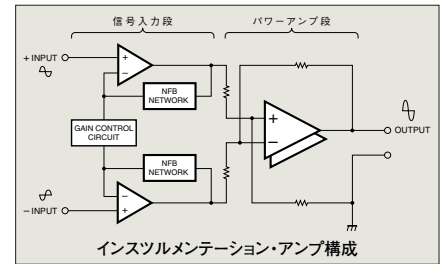 信号入力段
パワーアンプ段
+INPUT
+
−
NFB
NETWORK
GAIN CONTROL
CIRCUIT
+
−
OUTPUT
NFB
NETWORK
−
+
−INPUT
インスツルメンテーション・アンプ構成